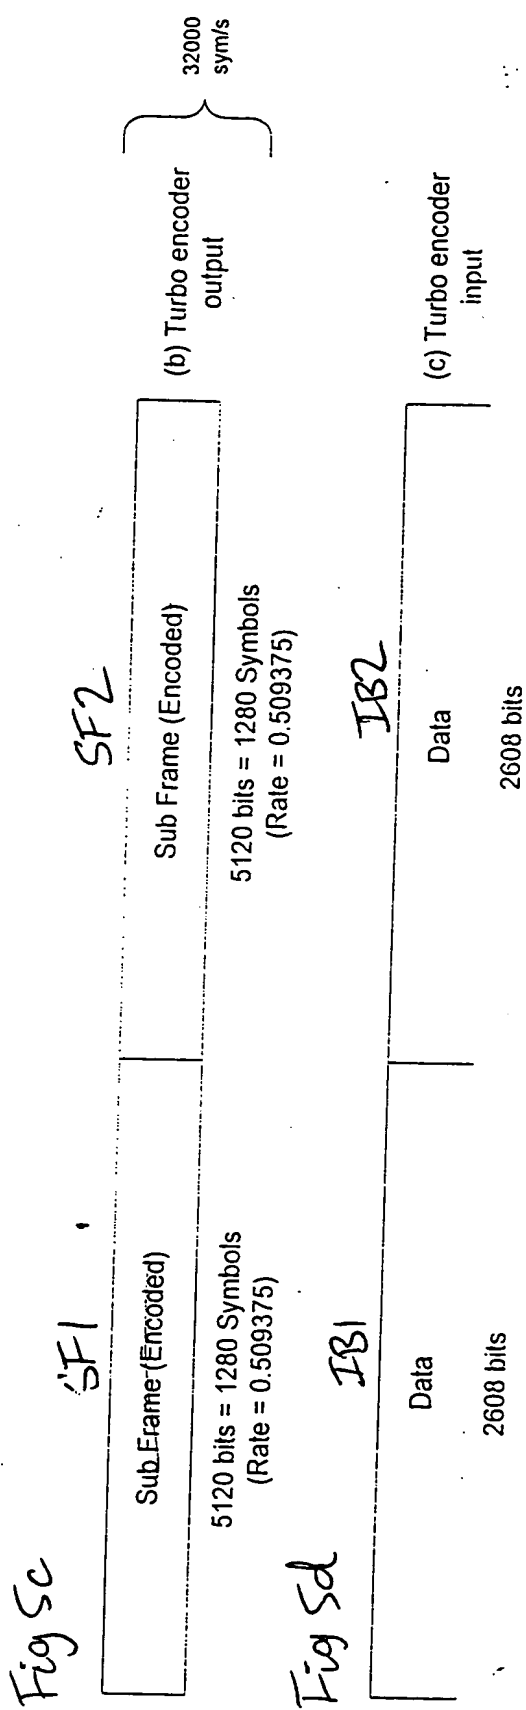 Fig 5c
SF1
SF2
Sub Frame (Encoded)
Sub Frame (Encoded)
(b) Turbo encoder
output
32000
sym/s
5120 bits = 1280 Symbols
(Rate = 0.509375)
5120 bits = 1280 Symbols
(Rate = 0.509375)
Fig 5d
IB1
IB2
Data
Data
(c) Turbo encoder
input
2608 bits
2608 bits